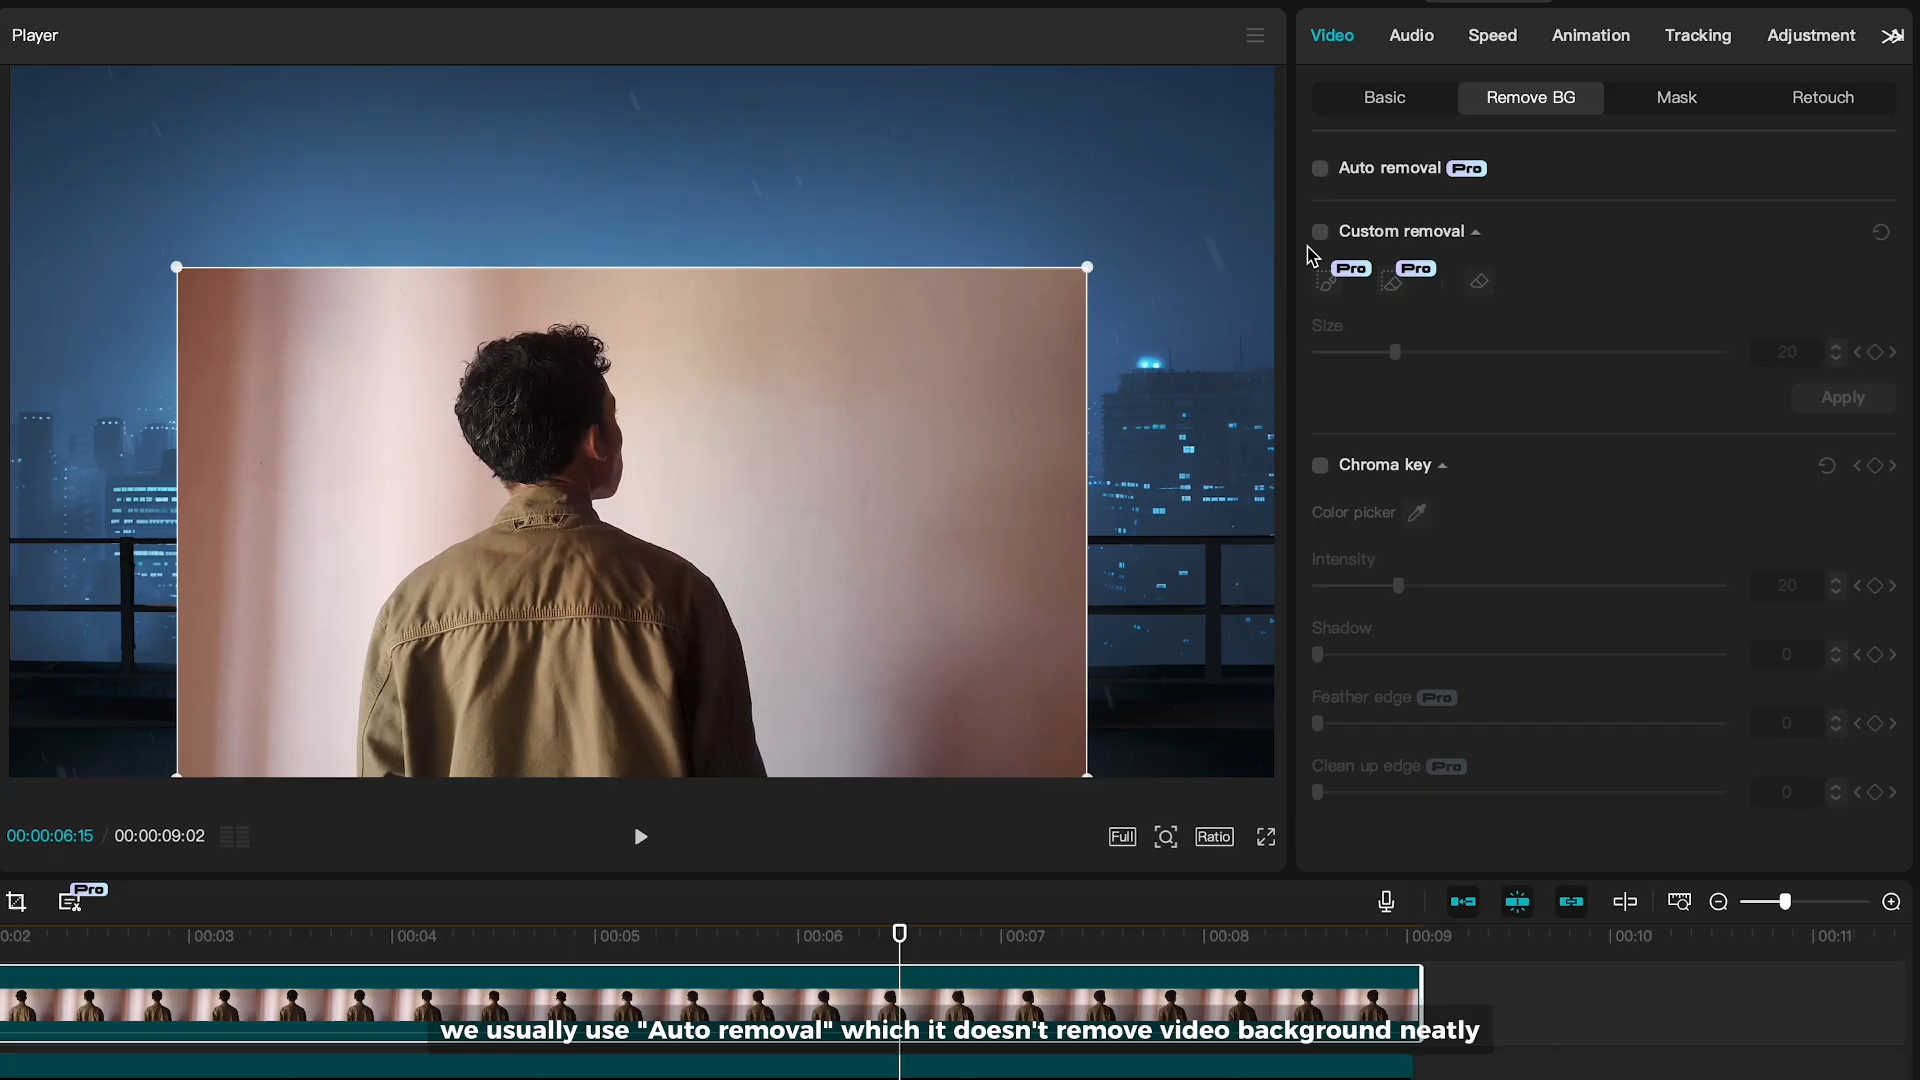 Player
Video Audio Speed Animation Tracking Adjustment
Basic Remove BG Mask Retouch
Auto removal Pro
Custom removal
Pro Pro
Size
20
Apply
Chroma key
Color picker
Intensity
20
Shadow
0
Feather edge Pro
0
Clean up edge Pro
0
00:00:06:15 / 00:00:09:02
Full Ratio
Pro
0:02 00:03 00:04 00:05 00:06 00:07 00:08 00:09 00:10 00:11
we usually use "Auto removal" which it doesn't remove video background neatly